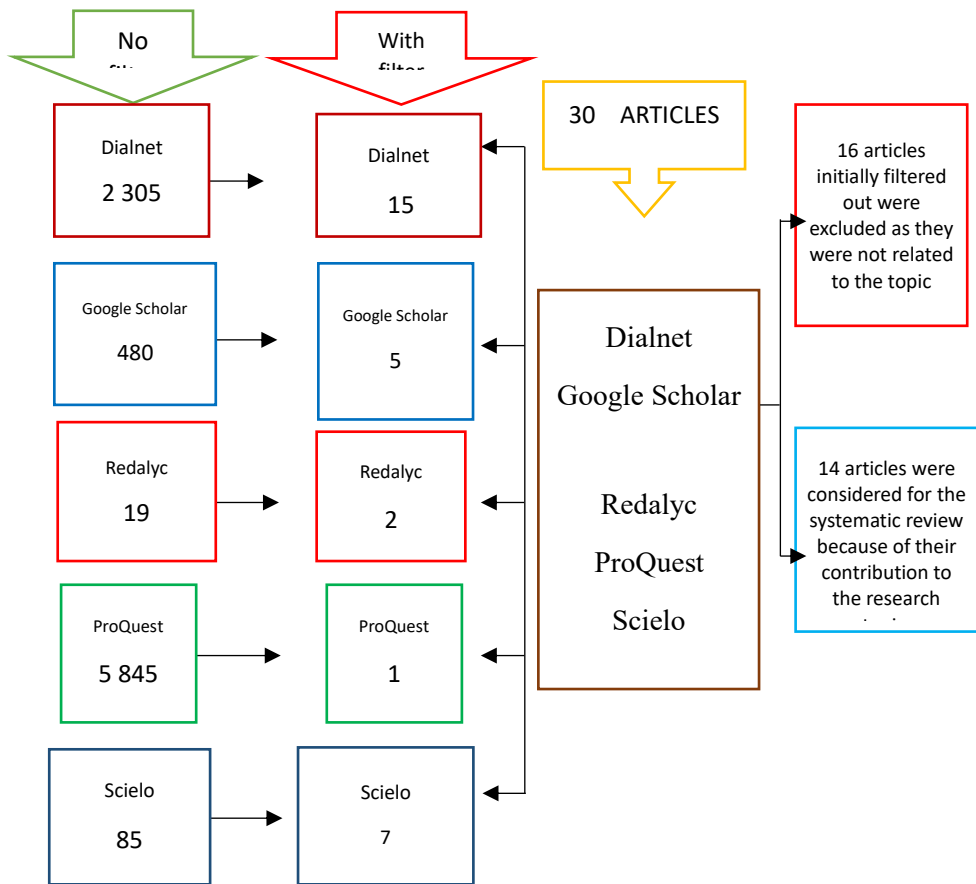 No
With
filter
Dialnet
2 305
Dialnet
15
Google Scholar
480
Google Scholar
5
Redalyc
19
Redalyc
2
ProQuest
5 845
ProQuest
1
Scielo
85
Scielo
7
30 ARTICLES
Dialnet
Google Scholar
Redalyc
ProQuest
Scielo
16 articles
initially filtered
out were
excluded as they
were not related
to the topic
14 articles were
considered for the
systematic review
because of their
contribution to
the research